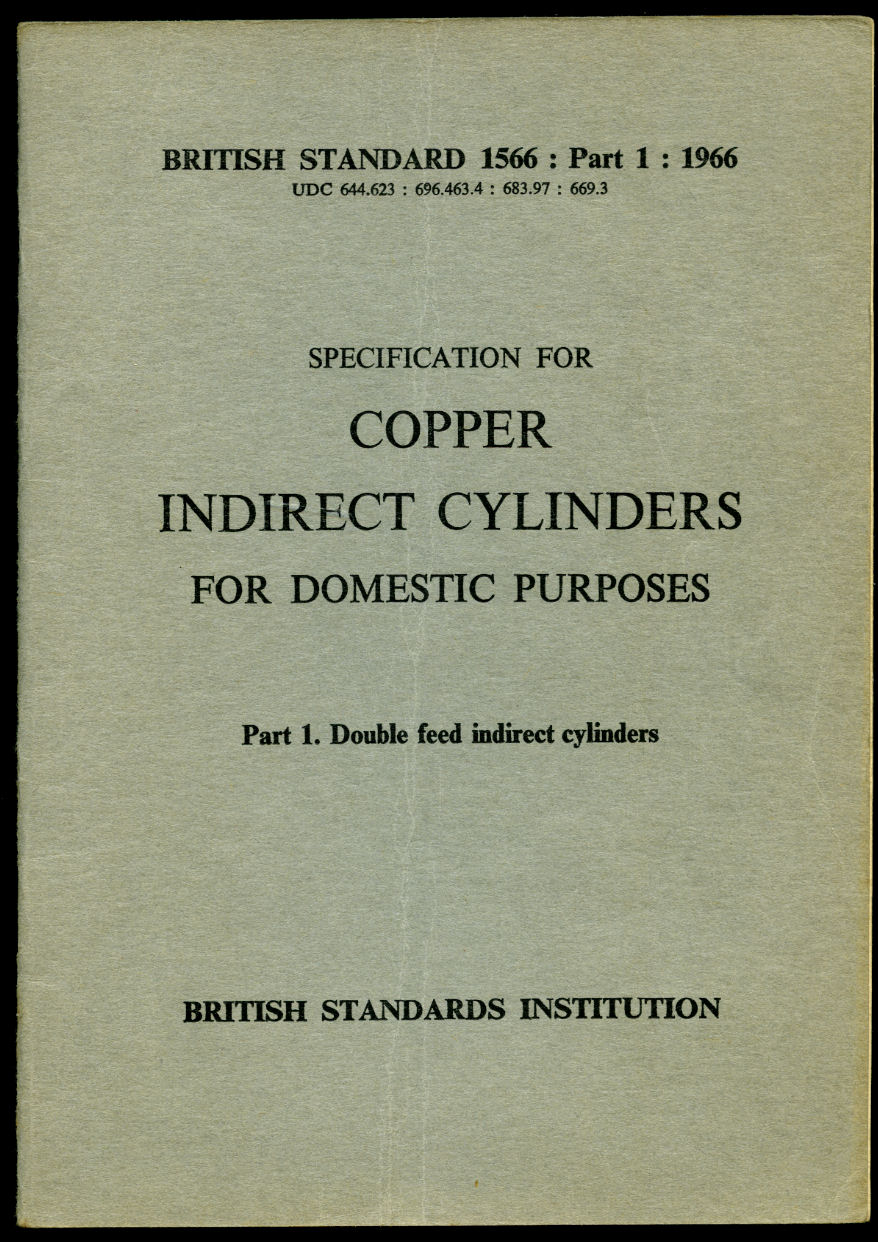 BRITISH STANDARD 1566 : Part 1 : 1966
UDC 644.623 : 696.463.4 : 683.97 : 669.3
SPECIFICATION FOR
COPPER
INDIRECT CYLINDERS
FOR DOMESTIC PURPOSES
Part 1. Double feed indirect cylinders
BRITISH STANDARDS INSTITUTION